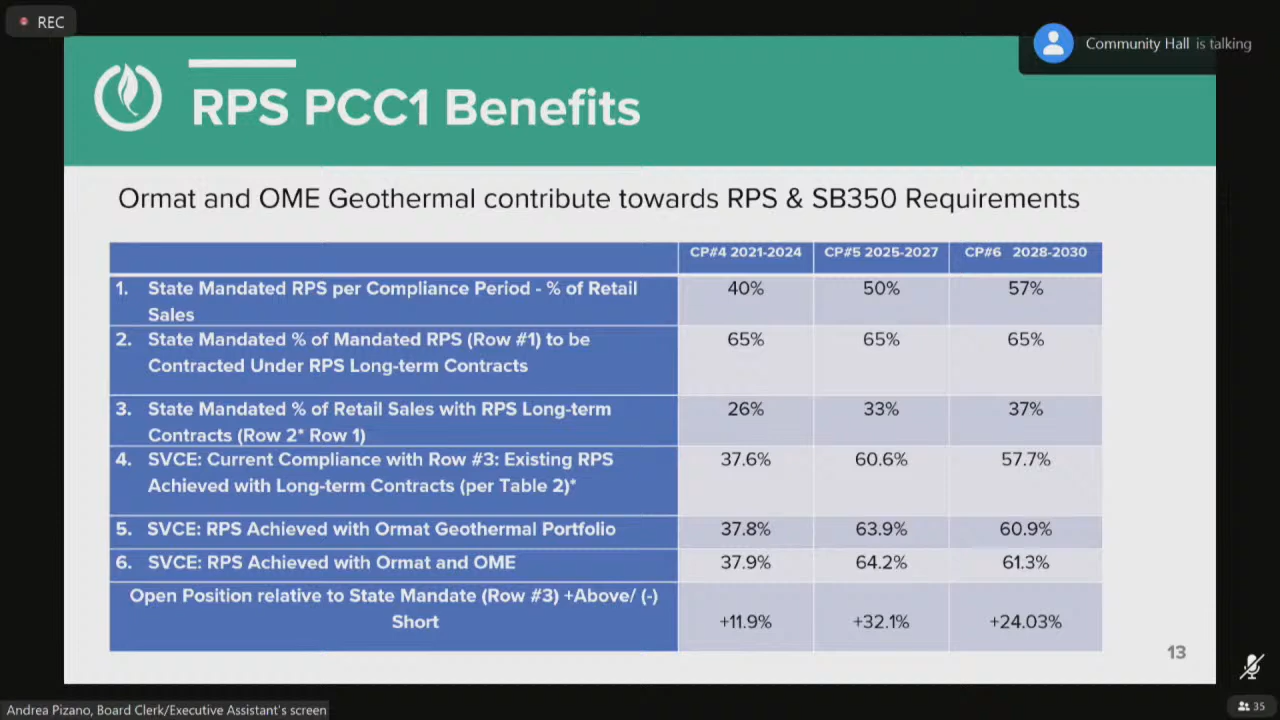 REC
Community Hall is talking
RPS PCC1 Benefits
Ormat and OME Geothermal contribute towards RPS & SB350 Requirements
CP#4 2021-2024 CP#5 2025-2027 CP#6 2028-2030
1. State Mandated RPS per Compliance Period - % of Retail 40% 50% 57%
Sales
2. State Mandated % of Mandated RPS (Row #1) to be 65% 65% 65%
Contracted Under RPS Long-term Contracts
3. State Mandated % of Retail Sales with RPS Long-term 26% 33% 37%
Contracts (Row 2* Row 1)
4. SVCE: Current Compliance with Row #3: Existing RPS 37.6% 60.6% 57.7%
Achieved with Long-term Contracts (per Table 2)*
5. SVCE: RPS Achieved with Ormat Geothermal Portfolio 37.8% 63.9% 60.9%
6. SVCE: RPS Achieved with Ormat and OME 37.9% 64.2% 61.3%
Open Position relative to State Mandate (Row #3) +Above/ (-)
Short +11.9% +32.1% +24.03%
13
Andrea Pizano, Board Clerk/Executive Assistant's screen
35